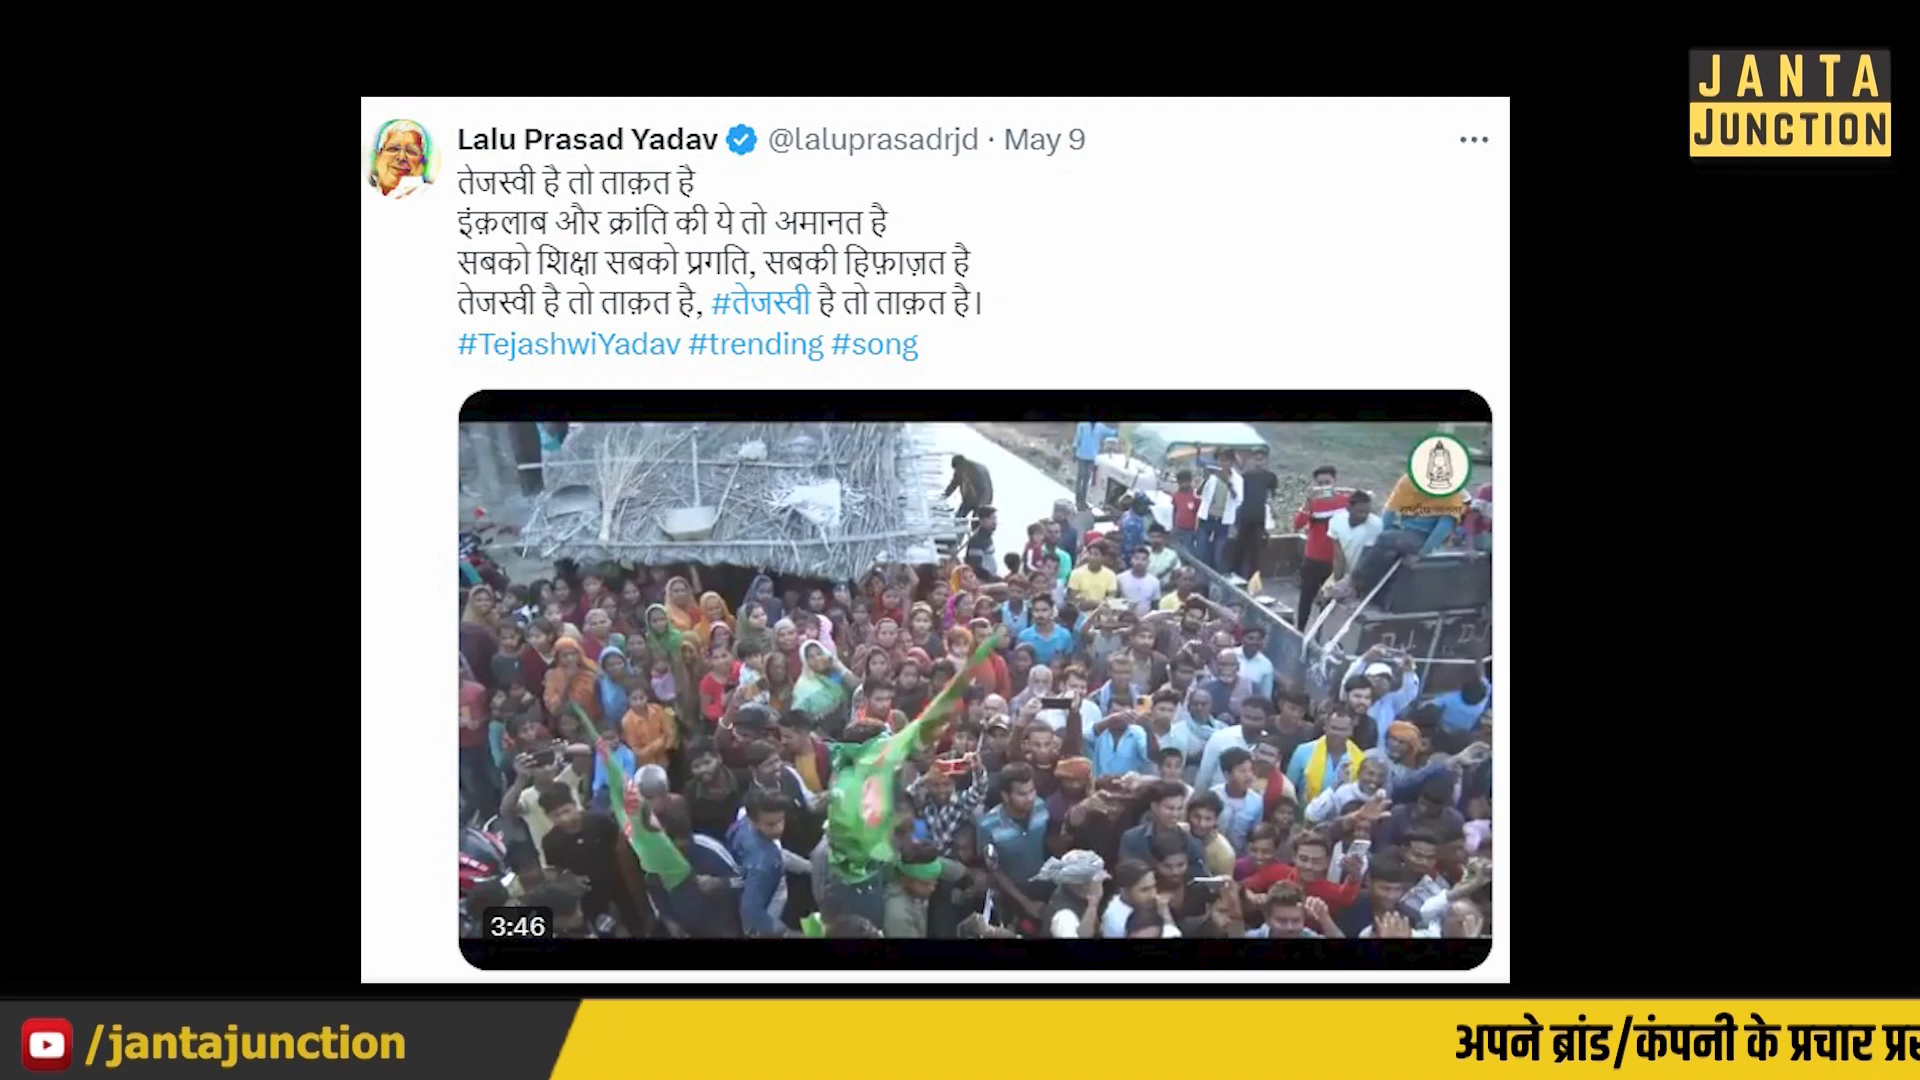 JANTA
JUNCTION
Lalu Prasad Yadav @laluprasadrjd · May 9
तेजस्वी है तो ताक़त है
इंक़लाब और क्रांति की ये तो अमानत है
सबको शिक्षा सबको प्रगति, सबकी हिफ़ाज़त है
तेजस्वी है तो ताक़त है, #तेजस्वी है तो ताक़त है।
#TejashwiYadav #trending #song
3:46
/jantajunction
अपने ब्रांड/कंपनी के प्रचार